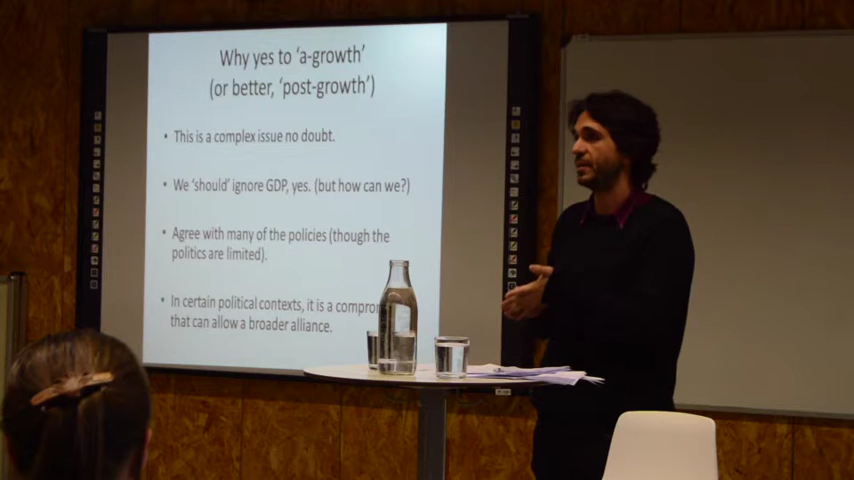 Why yes to 'a-growth'
(or better, 'post-growth')
• This is a complex issue no doubt.
• We 'should' ignore GDP, yes. (but how can we?)
• Agree with many of the policies (though the
politics are limited).
• In certain political contexts, it is a
that can allow a broader alliance.